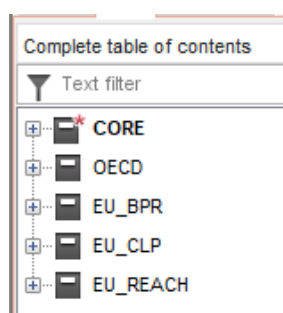 Complete table of contents
Text filter
* CORE
OECD
EU_BPR
EU_CLP
EU_REACH